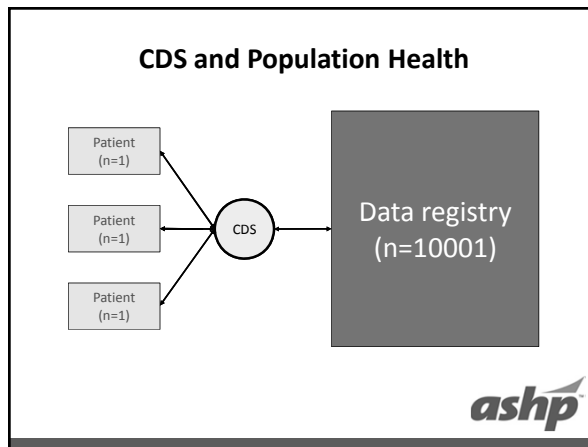 CDS and Population Health
Patient
(n=1)
Patient
(n=1)
Patient
(n=1)
CDS
Data registry
(n=10001)
ashp